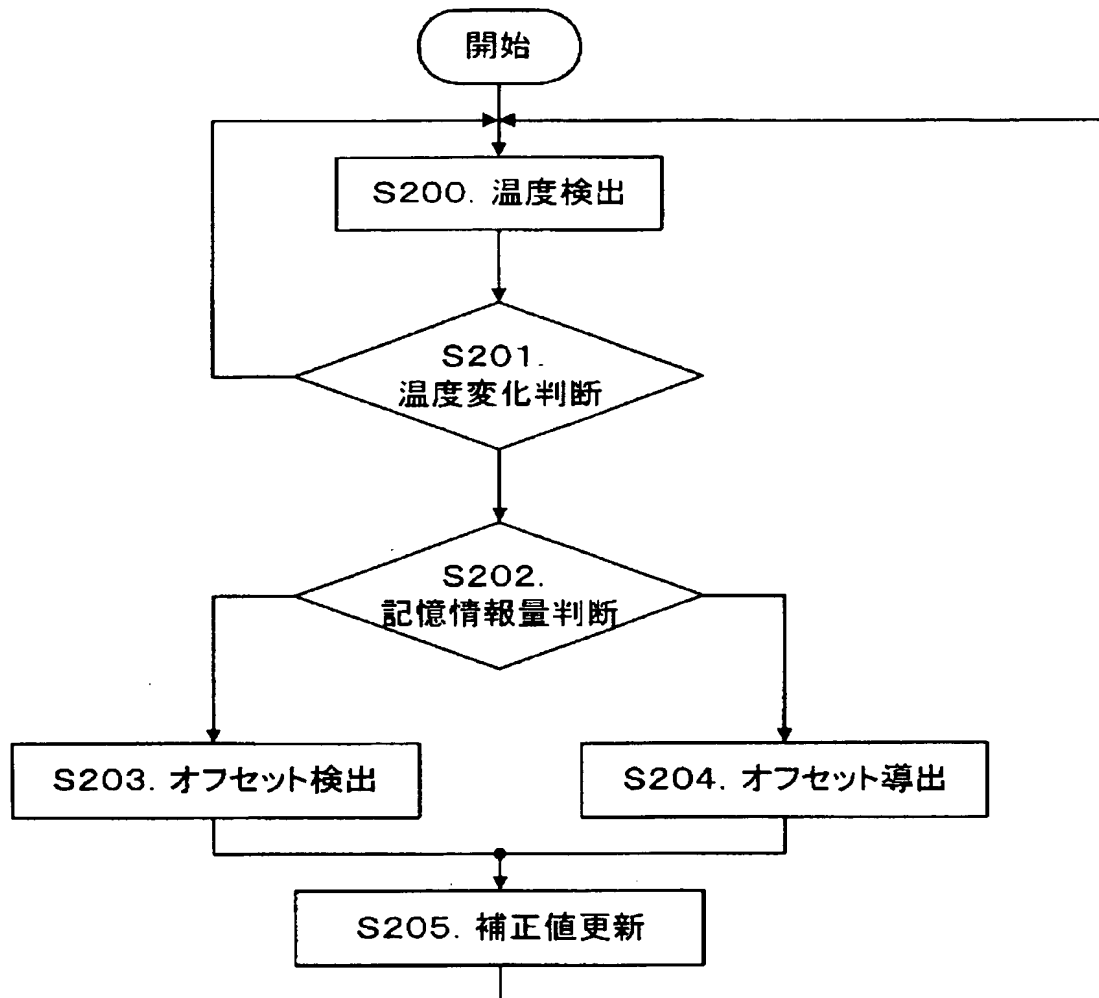 開始
S200. 温度検出
S201.
温度変化判断
S202.
記憶情報量判断
S203. オフセット検出
S204. オフセット導出
S205. 補正値更新